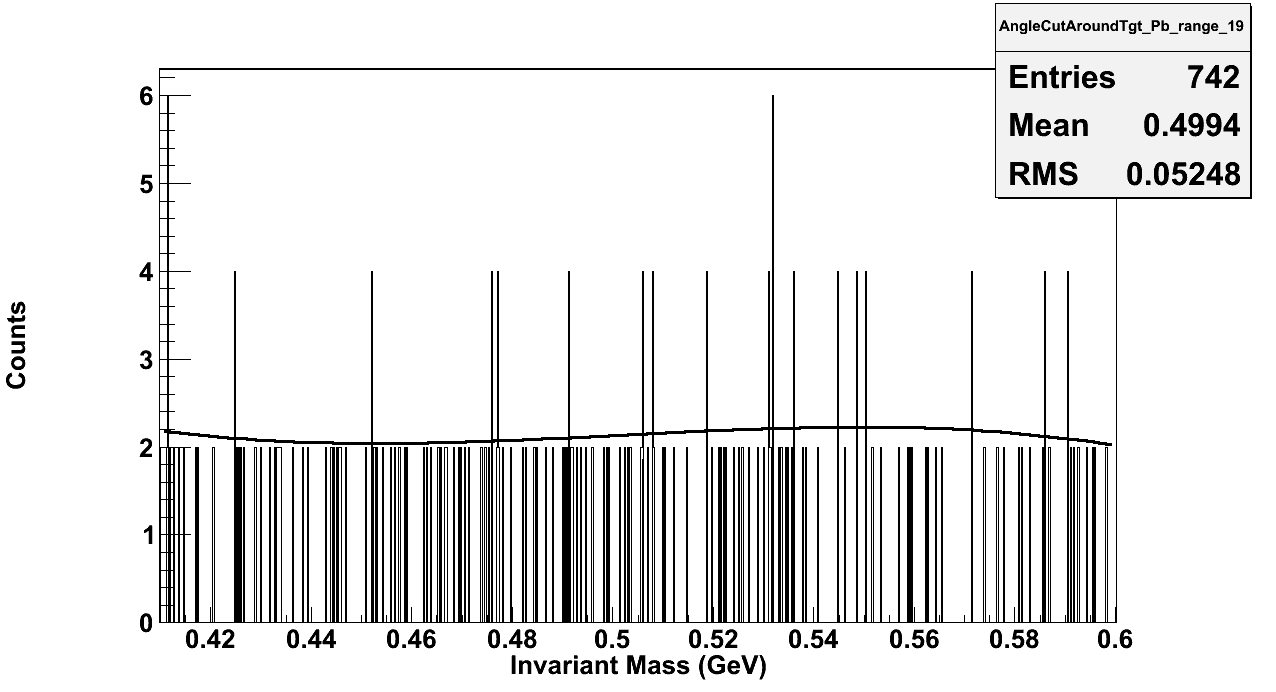 AngleCutAroundTgt_Pb_range_19
Entries 742
Mean 0.4994
RMS 0.05248
Counts
6
5
4
3
2
1
0
0.42 0.44 0.46 0.48 0.5 0.52 0.54 0.56 0.58 0.6
Invariant Mass (GeV)